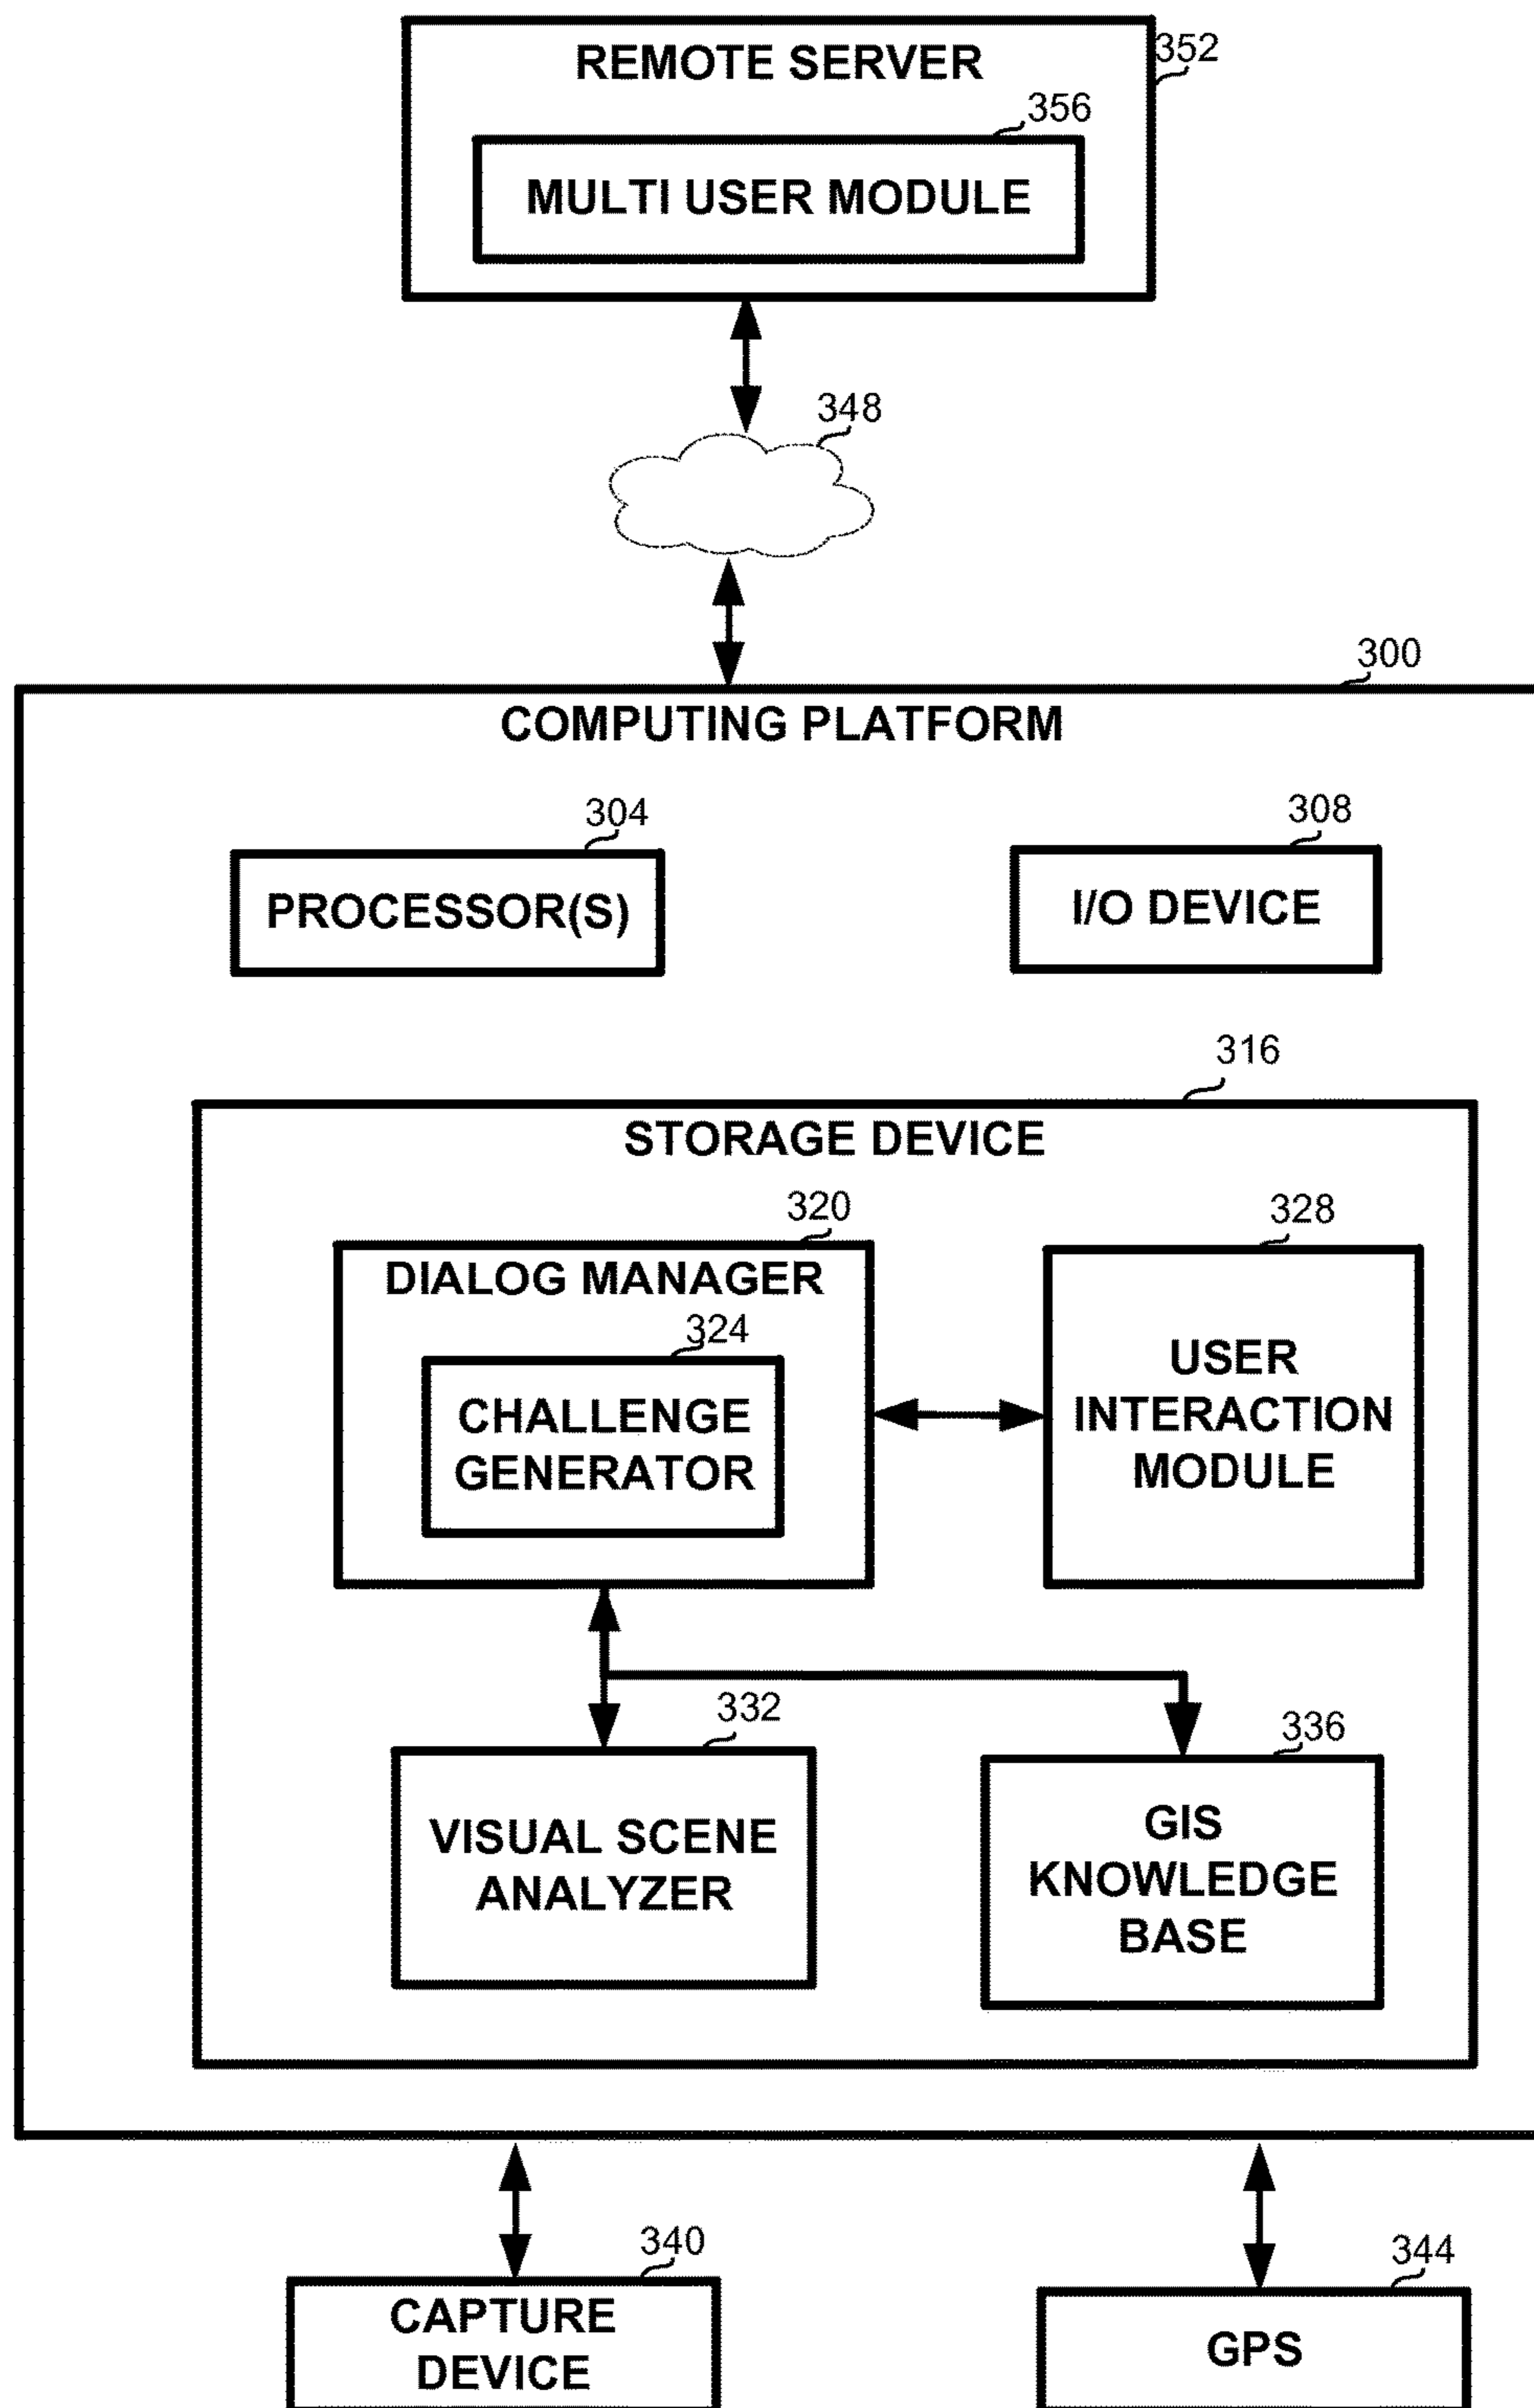 REMOTE SERVER
352
356
MULTI USER MODULE
348
300
COMPUTING PLATFORM
304
308
PROCESSOR(S)
I/O DEVICE
316
STORAGE DEVICE
320
328
DIALOG MANAGER
324
CHALLENGE
GENERATOR
USER
INTERACTION
MODULE
332
336
VISUAL SCENE
ANALYZER
GIS
KNOWLEDGE
BASE
340
344
CAPTURE
DEVICE
GPS